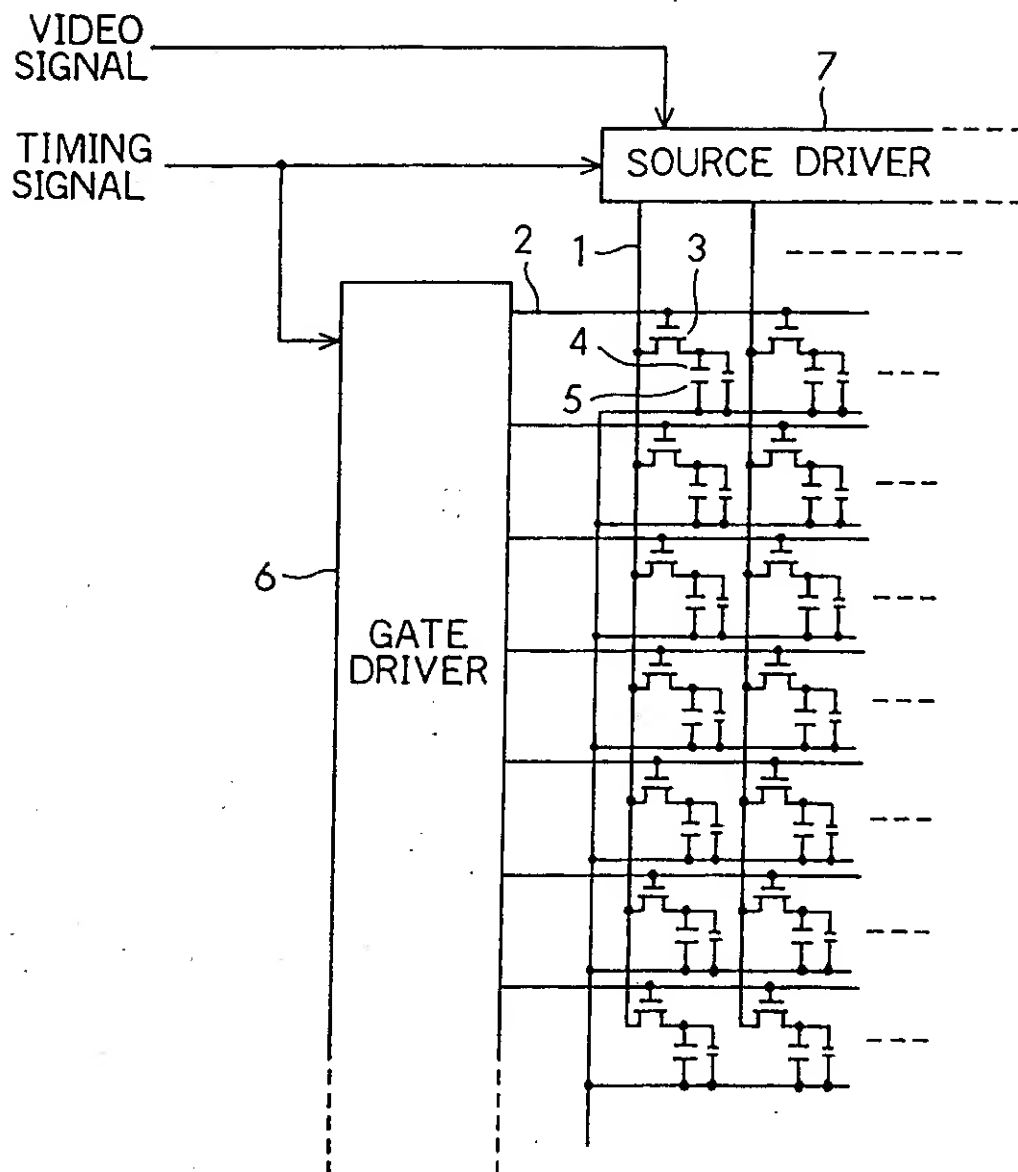 VIDEO
SIGNAL
7
TIMING
SIGNAL
SOURCE DRIVER
1
2
3
4
5
6
GATE
DRIVER